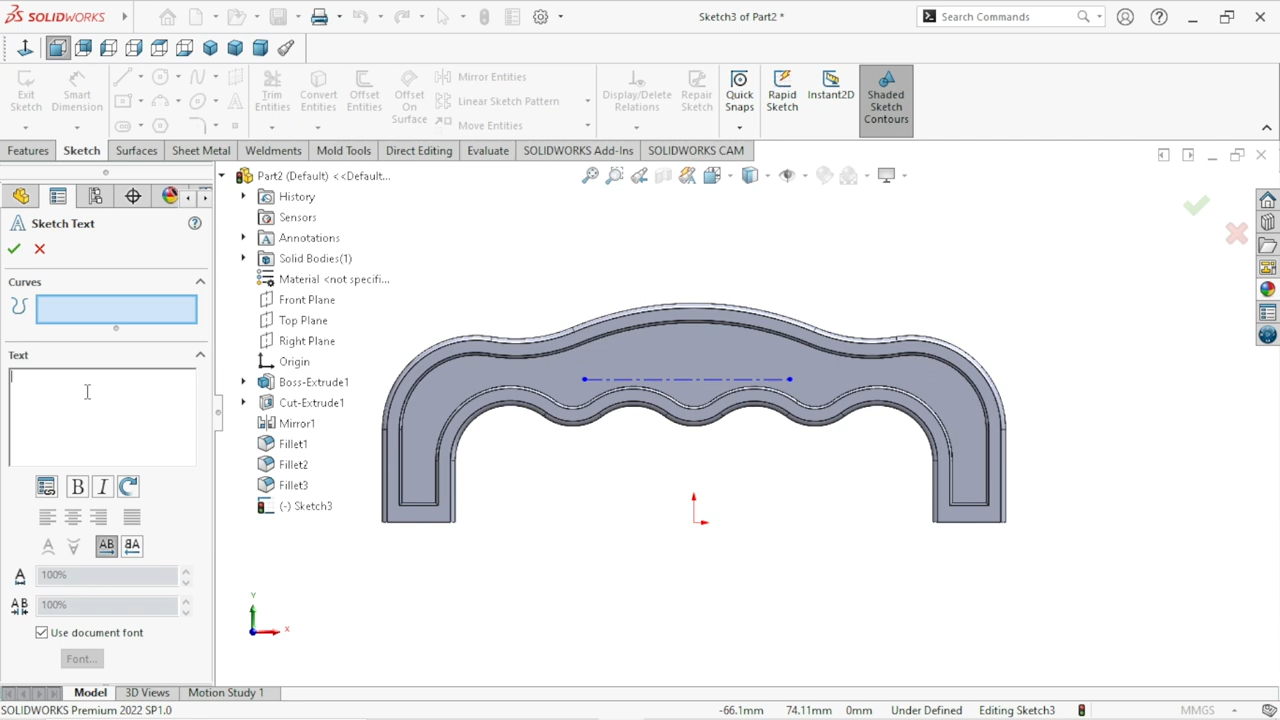 SOLIDWORKS
Sketch3 of Part2 *
Search Commands
Exit Sketch
Smart Dimension
Trim Entities
Convert Entities
Offset Entities
Offset On Surface
Mirror Entities
Linear Sketch Pattern
Move Entities
Display/Delete Relations
Repair Sketch
Quick Snaps
Rapid Sketch
Instant2D
Shaded Sketch Contours
Features
Sketch
Surfaces
Sheet Metal
Weldments
Mold Tools
Direct Editing
Evaluate
SOLIDWORKS Add-Ins
SOLIDWORKS CAM
Part2 (Default) <<Default...
History
Sensors
Annotations
Solid Bodies(1)
Material <not specifi...
Front Plane
Top Plane
Right Plane
Origin
Boss-Extrude1
Cut-Extrude1
Mirror1
Fillet1
Fillet2
Fillet3
(-) Sketch3
Sketch Text
Curves
Text
B I
AB
100%
AB
100%
Use document font
Font...
Y
X
Model
3D Views
Motion Study 1
SOLIDWORKS Premium 2022 SP1.0
-66.1mm
74.11mm
0mm
Under Defined
Editing Sketch3
MMGS